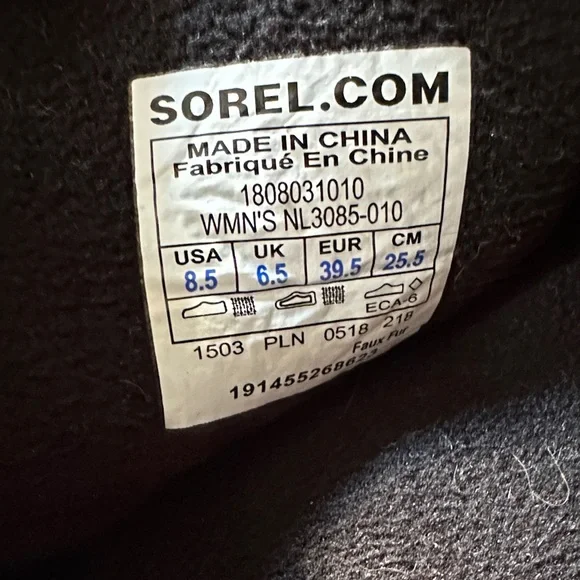 SOREL.COM
MADE IN CHINA
Fabriqué En Chine
1808031010
WMN'S NL3085-010
USA UK EUR CM
8.5 6.5 39.5 25.5
ECA-6
1503 PLN 0518 218
Faux Fur
191455268623